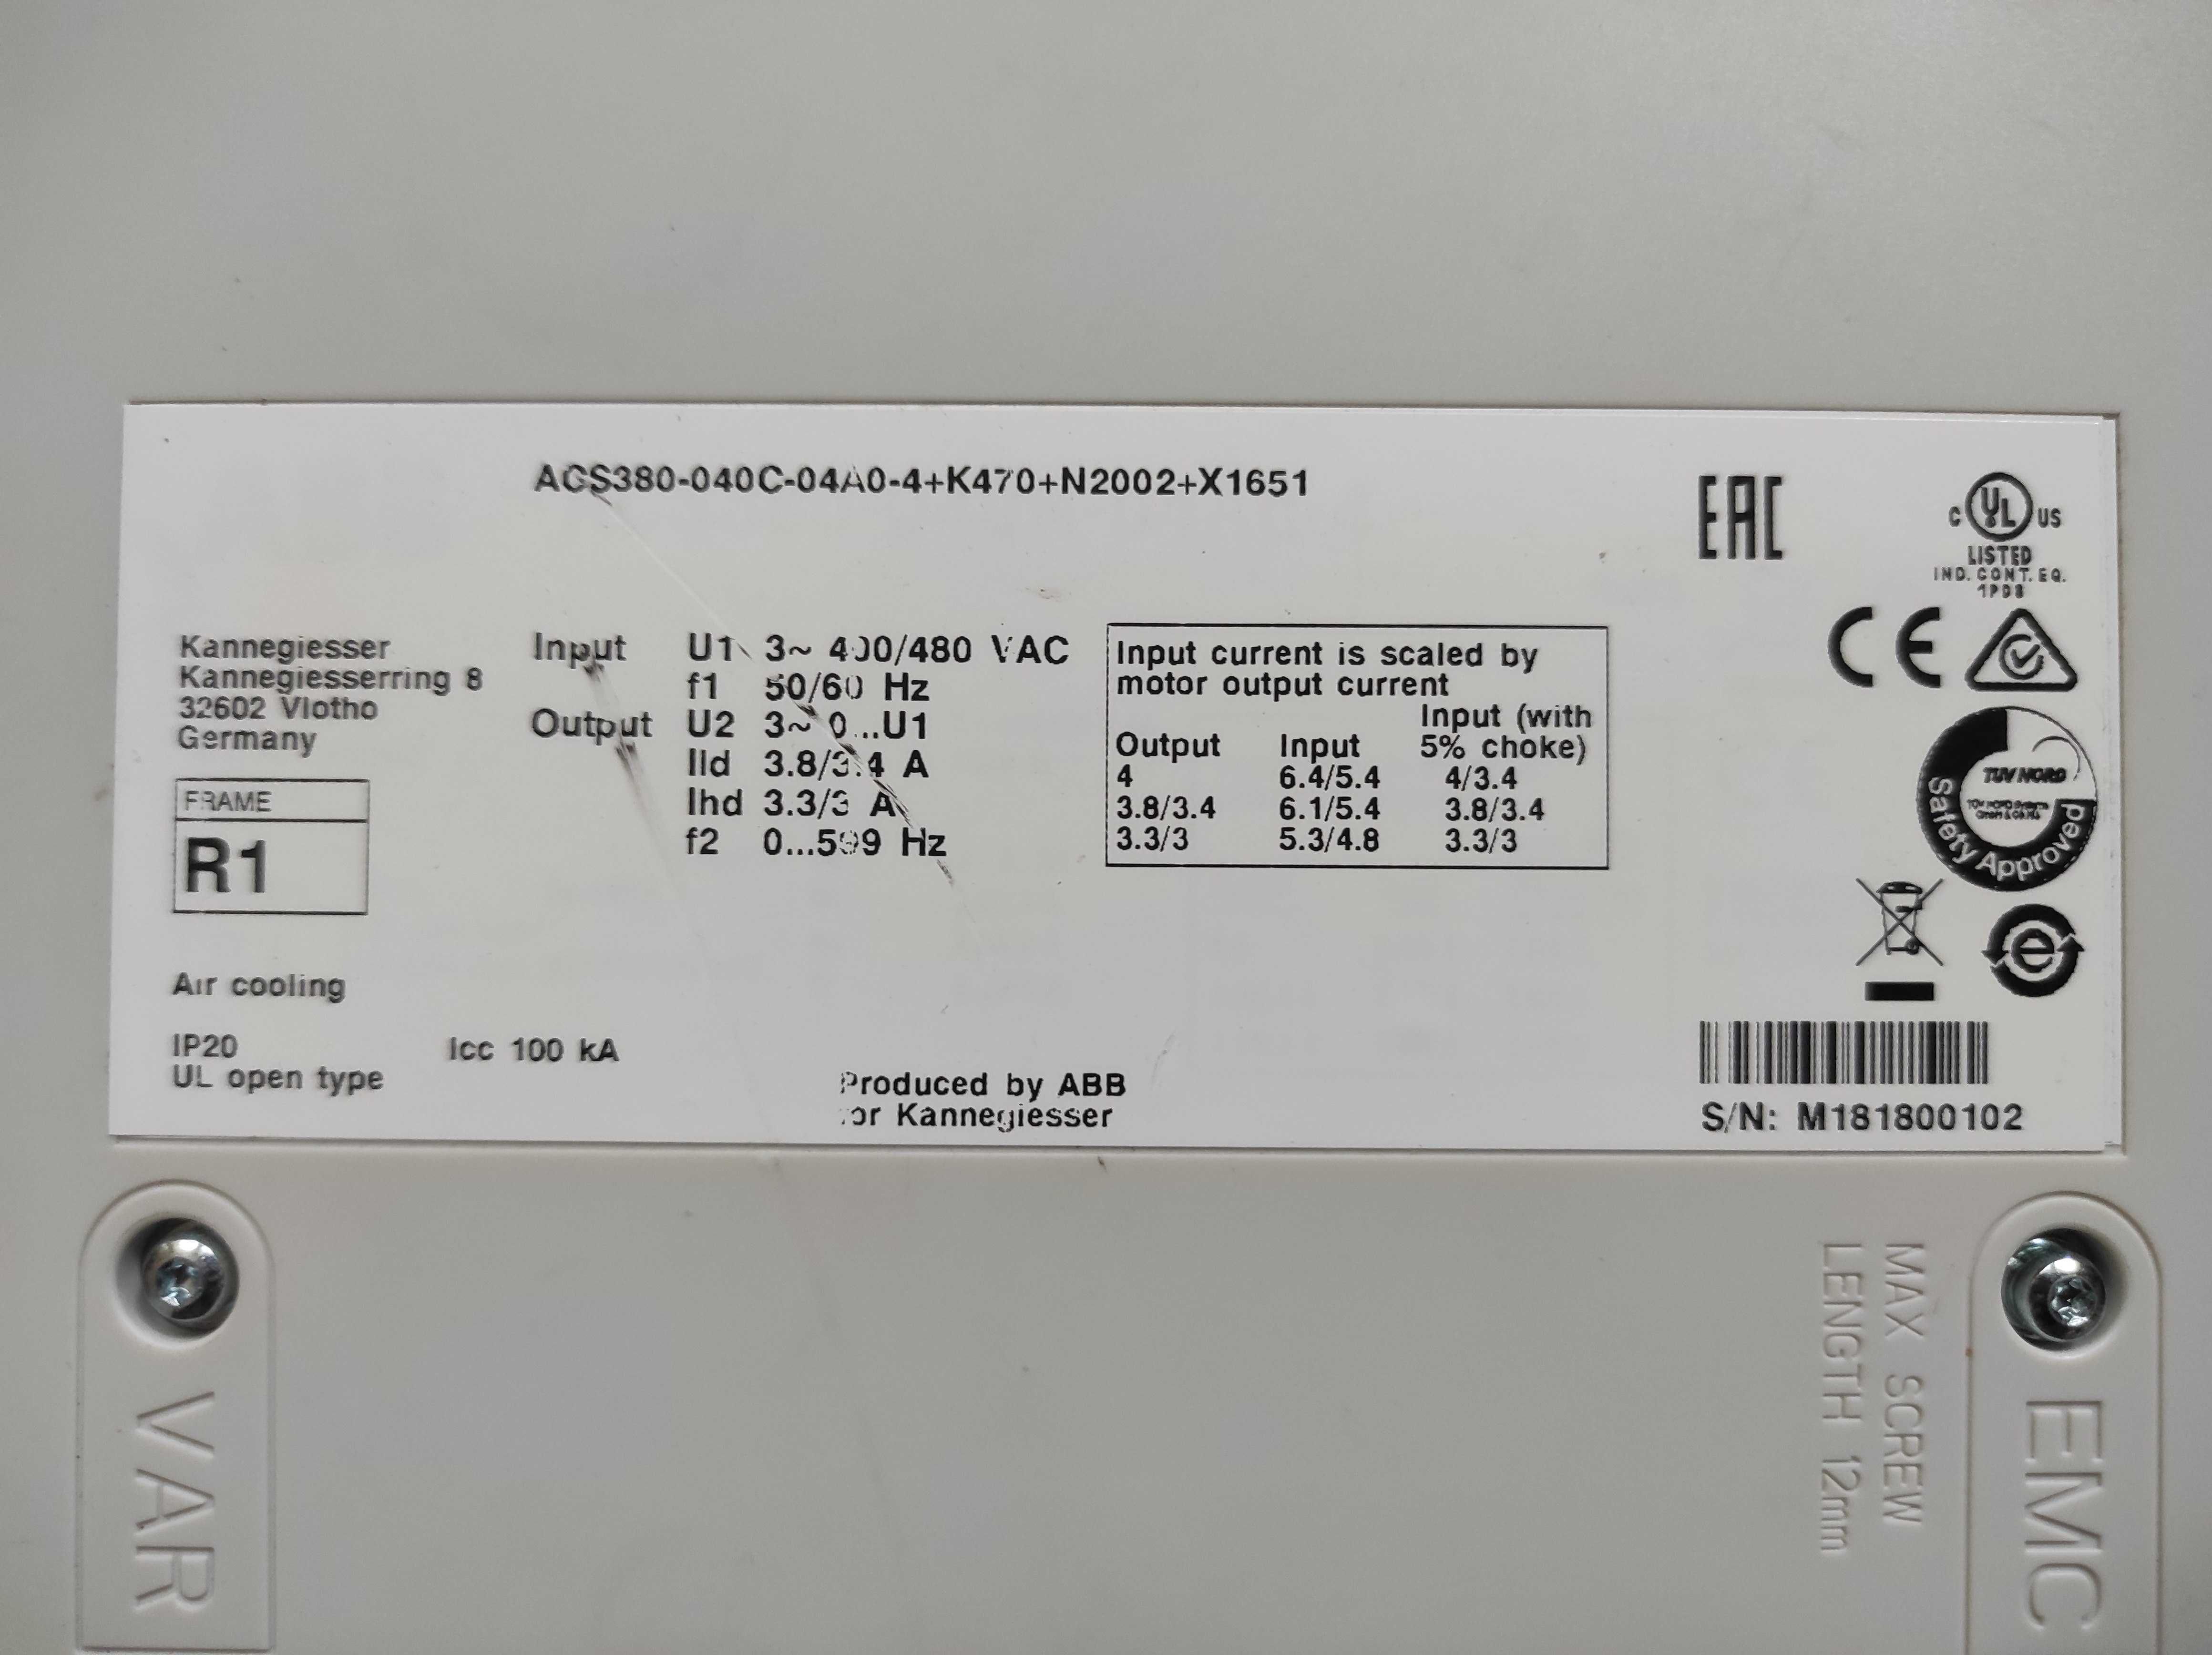 ACS380-040C-04A0-4+K470+N2002+X1651
EAC
C UL US
LISTED
IND. CONT. EQ.
1PD8
CE
Kannegiesser
Kannegiesserring 8
32602 Vlotho
Germany
FRAME
R1
Input U1 3~ 400/480 VAC
f1 50/60 Hz
Output U2 3~ 0...U1
Ild 3.8/3.4 A
Ihd 3.3/3 A
f2 0...599 Hz
Input current is scaled by
motor output current
Output Input Input (with 5% choke)
4 6.4/5.4 4/3.4
3.8/3.4 6.1/5.4 3.8/3.4
3.3/3 5.3/4.8 3.3/3
TÜV NORD
TÜV NORD Systems
GmbH & Co. KG
Safety Approved
e
Air cooling
IP20 Icc 100 kA
UL open type
Produced by ABB
for Kannegiesser
S/N: M181800102
VAR
MAX SCREW
LENGTH 12mm
EMC